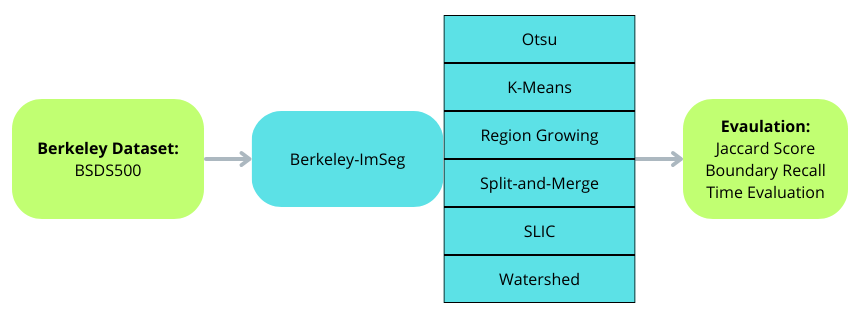 Berkeley Dataset:
BSDS500
Berkeley-ImSeg
Otsu
K-Means
Region Growing
Split-and-Merge
SLIC
Watershed
Evaulation:
Jaccard Score
Boundary Recall
Time Evaluation